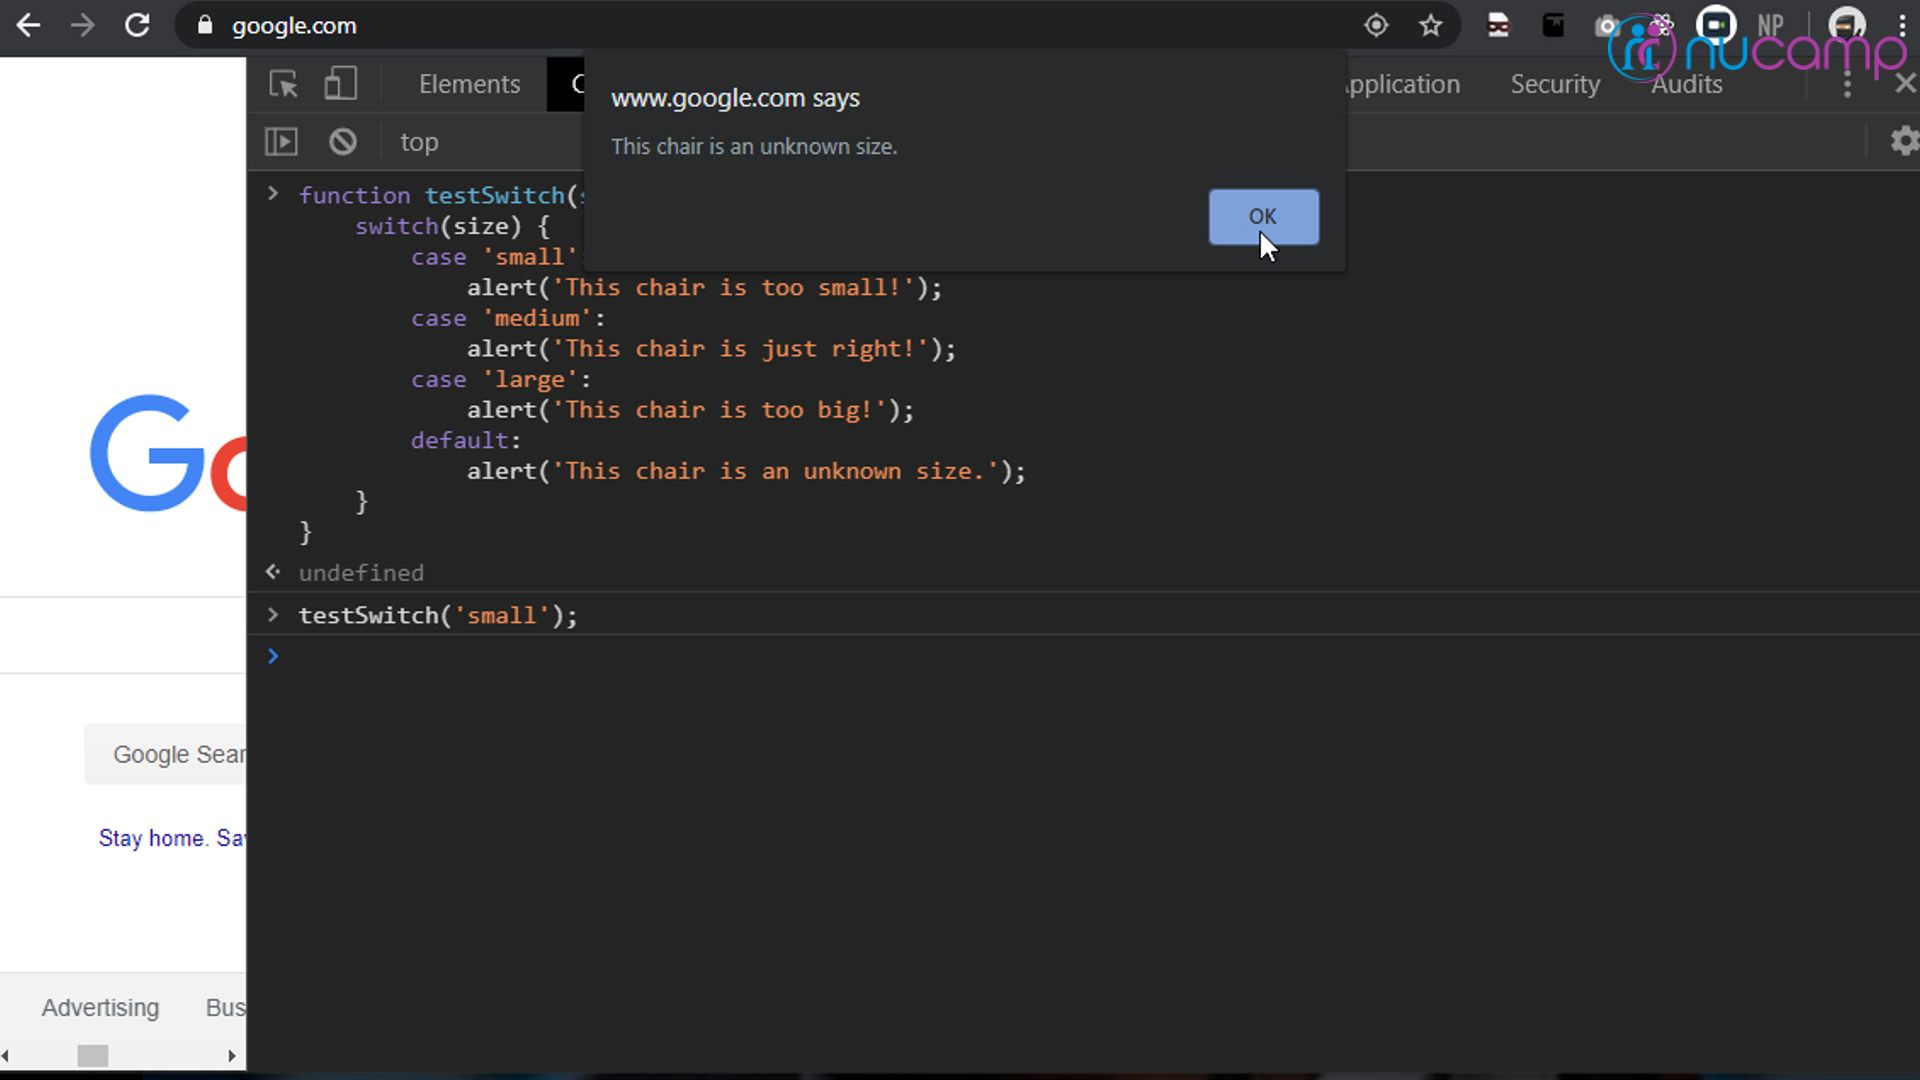 google.com
NP
nucamp
Elements
Application
Security
Audits
top
www.google.com says
This chair is an unknown size.
OK
function testSwitch(
switch(size) {
case 'small'
alert('This chair is too small!');
case 'medium':
alert('This chair is just right!');
case 'large':
alert('This chair is too big!');
default:
alert('This chair is an unknown size.');
}
}
undefined
testSwitch('small');
Go
Google Sear
Stay home. Sav
Advertising
Bus